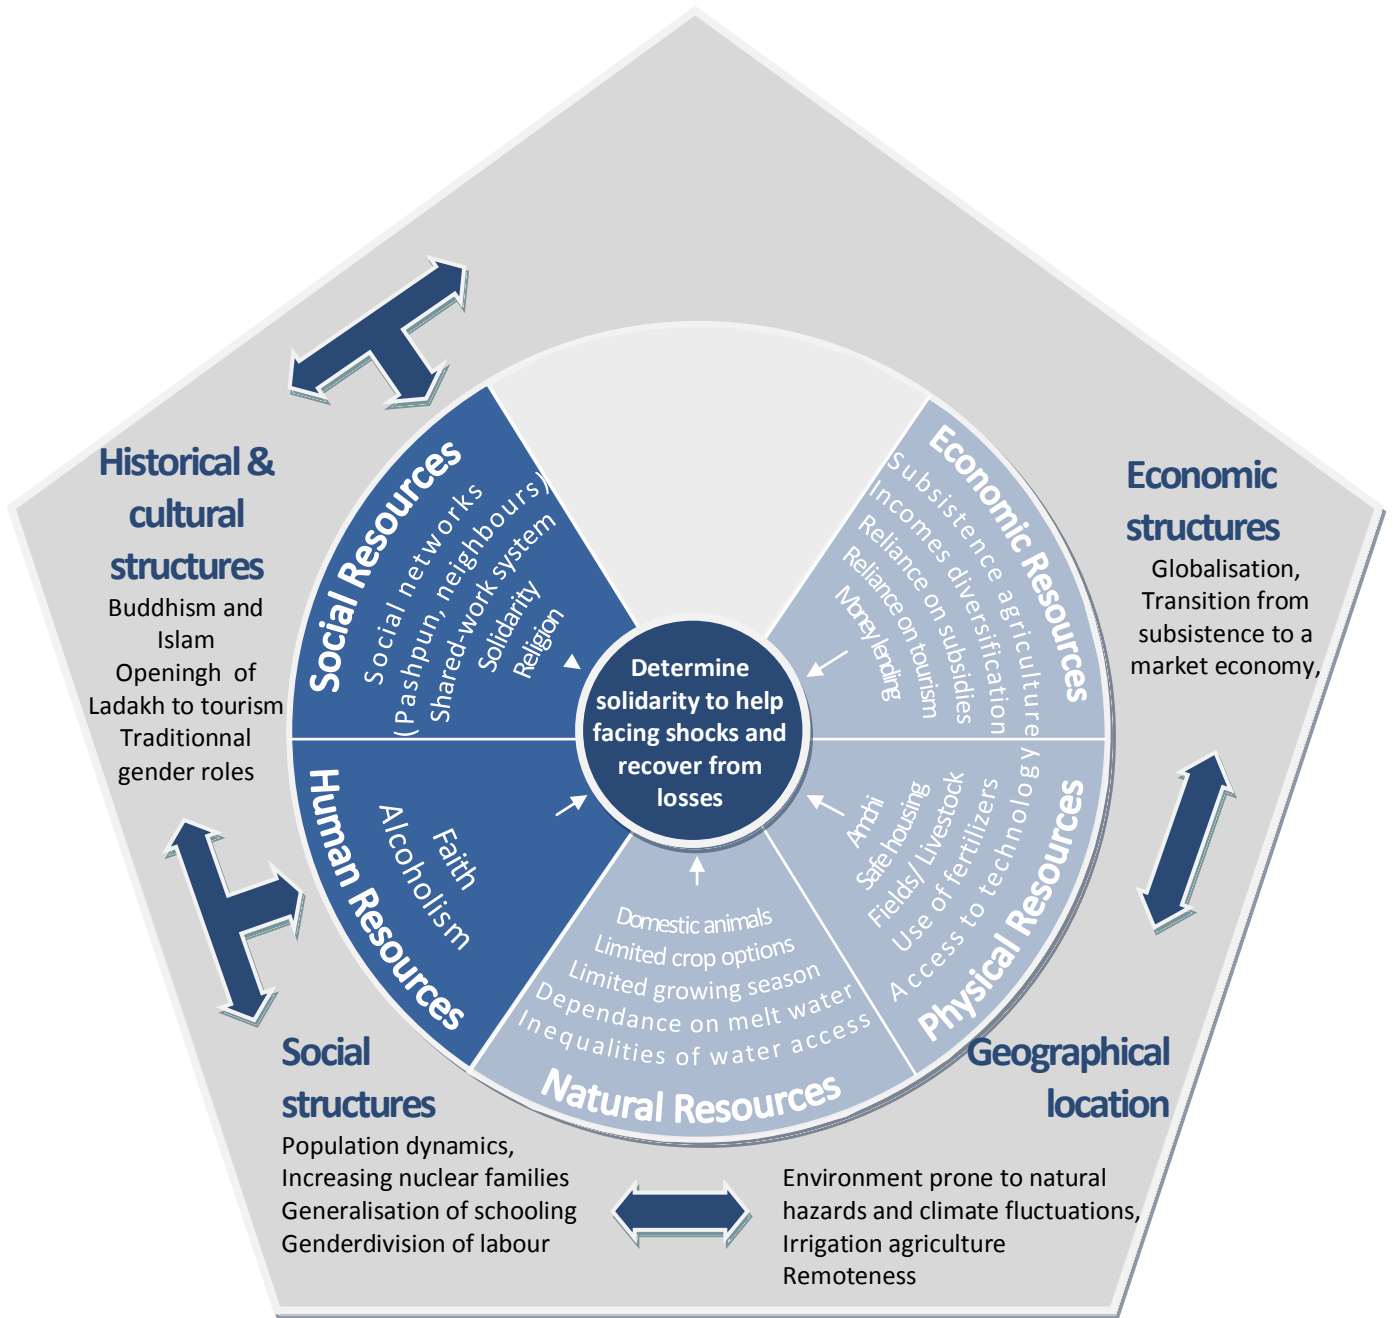 Historical &
cultural
structures
Buddhism and
Islam
Openingh of
Ladakh to tourism
Traditionnal
gender roles
Social Resources
Social networks
(Pashpun, neighbours)
Shared-work system
Solidarity
Religion
Economic Resources
Subsistence agriculture
Incomes diversification
Reliance on subsidies
Reliance on tourism
Money lending
Economic
structures
Globalisation,
Transition from
subsistence to a
market economy,
Determine
solidarity to help
facing shocks and
recover from
losses
Human Resources
Alcoholism
Faith
Amchi
Safe housing
Fields/ Livestock
Use of fertilizers
Access to technology
Physical Resources
Domestic animals
Limited crop options
Limited growing season
Dependance on melt water
Inequalities of water access
Natural Resources
Social
structures
Population dynamics,
Increasing nuclear families
Generalisation of schooling
Genderdivision of labour
Geographical
location
Environment prone to natural
hazards and climate fluctuations,
Irrigation agriculture
Remoteness